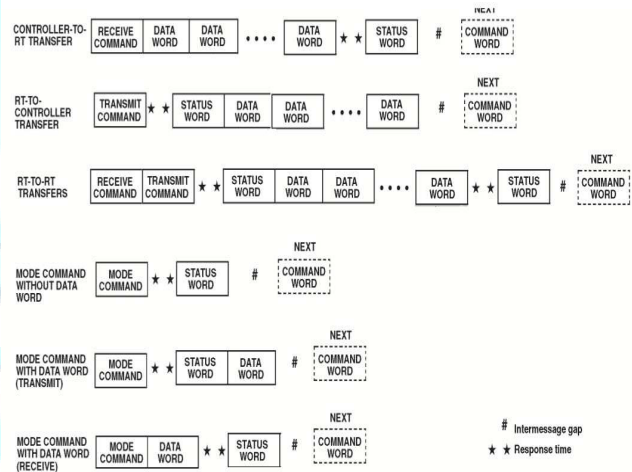 NEXT
CONTROLLER-TO-
RT TRANSFER
RECEIVE
COMMAND
DATA
WORD
DATA
WORD
• • • •
DATA
WORD
★ ★
STATUS
WORD
#
COMMAND
WORD
RT-TO-
CONTROLLER
TRANSFER
TRANSMIT
COMMAND
★ ★
STATUS
WORD
DATA
WORD
DATA
WORD
• • • •
DATA
WORD
#
NEXT
COMMAND
WORD
RT-TO-RT
TRANSFERS
RECEIVE
COMMAND
TRANSMIT
COMMAND
★ ★
STATUS
WORD
DATA
WORD
DATA
WORD
• • • •
DATA
WORD
★ ★
STATUS
WORD
#
NEXT
COMMAND
WORD
MODE COMMAND
WITHOUT DATA
WORD
MODE
COMMAND
★ ★
STATUS
WORD
#
NEXT
COMMAND
WORD
MODE COMMAND
WITH DATA WORD
(TRANSMIT)
MODE
COMMAND
★ ★
STATUS
WORD
DATA
WORD
#
NEXT
COMMAND
WORD
MODE COMMAND
WITH DATA WORD
(RECEIVE)
MODE
COMMAND
DATA
WORD
★ ★
STATUS
WORD
#
NEXT
COMMAND
WORD
# Intermessage gap
★ ★ Response time